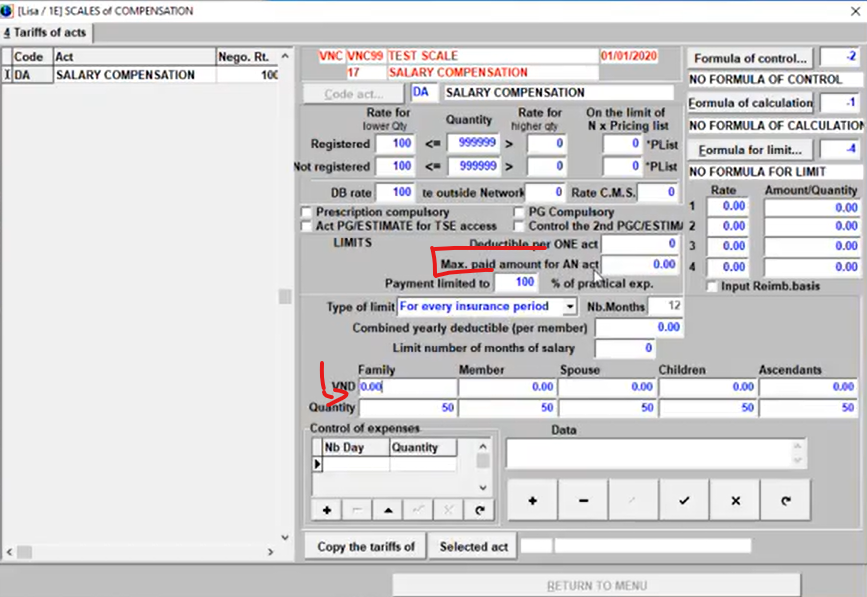 [Lisa / 1E] SCALES of COMPENSATION
4 Tariffs of acts
Code Act Nego. Rt.
DA SALARY COMPENSATION 100
VNC VNC99 TEST SCALE 01/01/2020
17 SALARY COMPENSATION
Code act... DA SALARY COMPENSATION
Rate for lower Qty Quantity Rate for higher qty On the limit of N x Pricing list
Registered 100 <= 999999 > 0 0 *PList
Not registered 100 <= 999999 > 0 0 *PList
DB rate 100 te outside Network 0 Rate C.M.S. 0
Prescription compulsory PG Compulsory
Act PG/ESTIMATE for TSE access Control the 2nd PGC/ESTIMA
LIMITS Deductible per ONE act 0
Max. paid amount for AN act 0.00
Payment limited to 100 % of practical exp.
Type of limit For every insurance period Nb.Months 12
Combined yearly deductible (per member) 0.00
Limit number of months of salary 0
Family Member Spouse Children Ascendants
VND 0.00 0.00 0.00 0.00 0.00
Quantity 50 50 50 50 50
Control of expenses Data
Nb Day Quantity
Copy the tariffs of Selected act
Formula of control... -2
NO FORMULA OF CONTROL
Formula of calculation -1
NO FORMULA OF CALCULATION
Formula for limit... -4
NO FORMULA FOR LIMIT
Rate Amount/Quantity
1 0.00 0.00
2 0.00 0.00
3 0.00 0.00
4 0.00 0.00
Input Reimb.basis
RETURN TO MENU